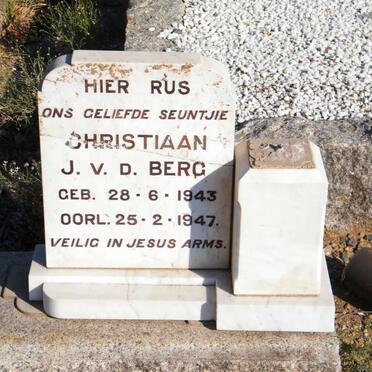 HIER RUS
ONS GELIEFDE SEUNTJIE
CHRISTIAAN
J. V. D. BERG
GEB. 28 - 6 - 1943
OORL. 25 - 2 - 1947.
VEILIG IN JESUS ARMS.